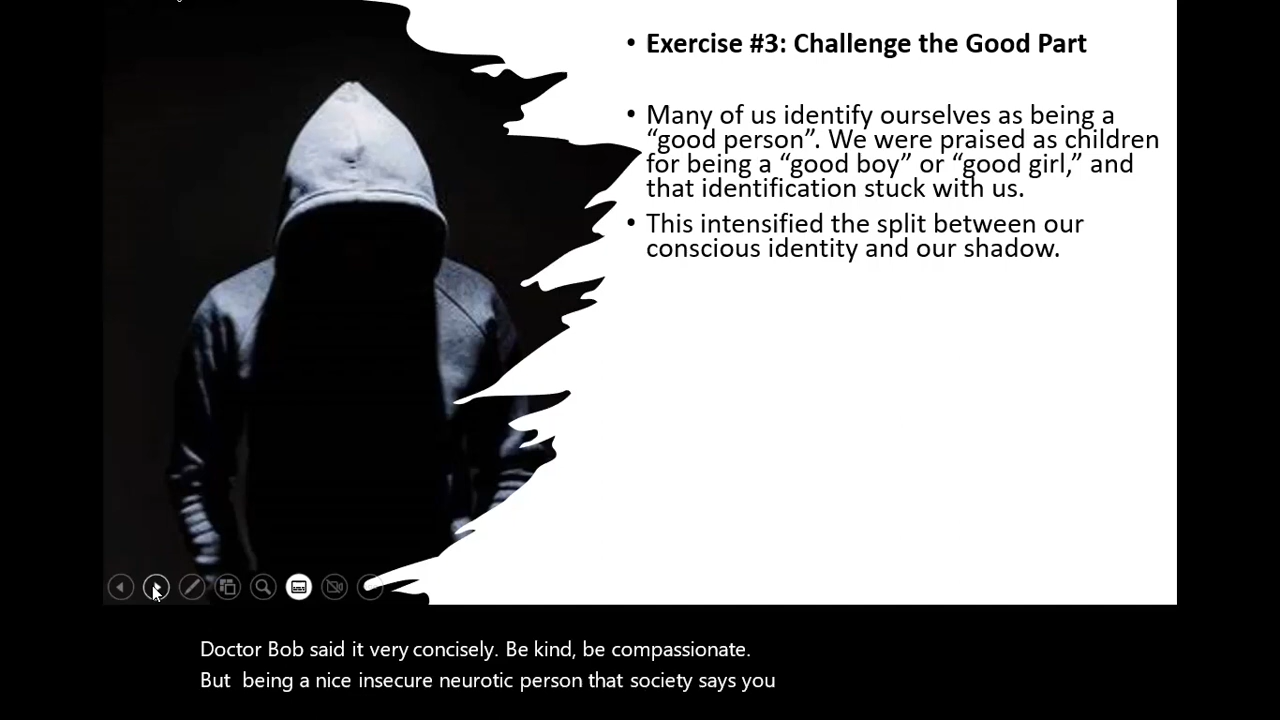 • Exercise #3: Challenge the Good Part
• Many of us identify ourselves as being a
“good person”. We were praised as children
for being a “good boy” or “good girl,” and
that identification stuck with us.
• This intensified the split between our
conscious identity and our shadow.
Doctor Bob said it very concisely. Be kind, be compassionate.
But  being a nice insecure neurotic person that society says you